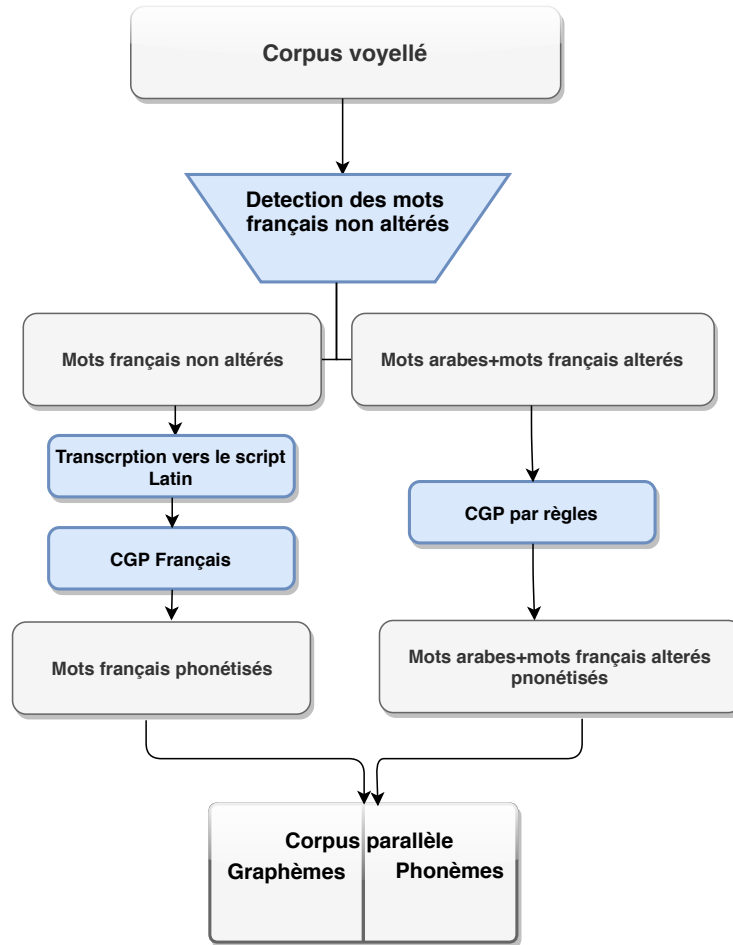 Corpus voyellé
Detection des mots
français non altérés
Mots français non altérés
Mots arabes+mots français alterés
Transcrption vers le script
Latin
CGP par règles
CGP Français
Mots français phonétisés
Mots arabes+mots français alterés
pnonétisés
Corpus parallèle
Graphèmes
Phonèmes